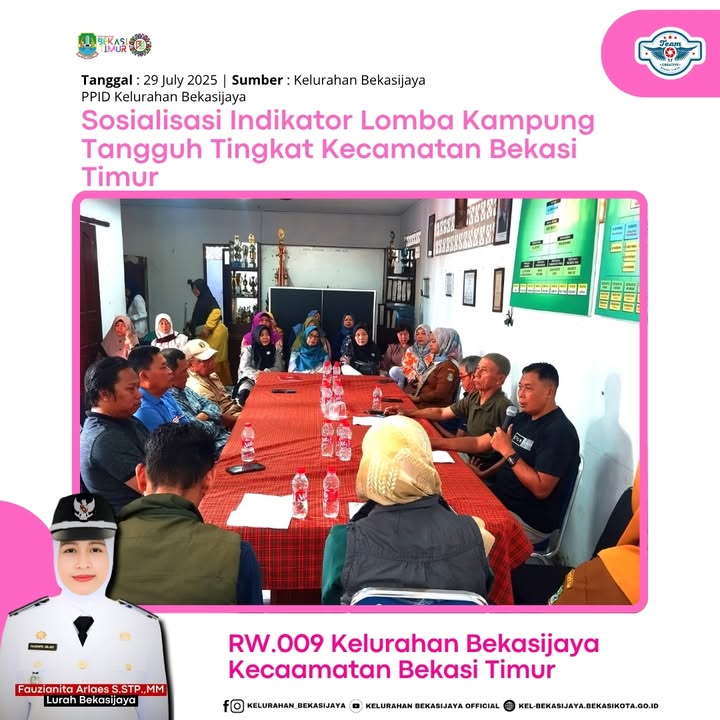 BEKASI
TIMUR
Team
CREATIVE
Tanggal : 29 July 2025 | Sumber : Kelurahan Bekasijaya
PPID Kelurahan Bekasijaya
Sosialisasi Indikator Lomba Kampung
Tangguh Tingkat Kecamatan Bekasi
Timur
RW.009 Kelurahan Bekasijaya
Kecaamatan Bekasi Timur
Fauzianita Arlaes S.STP.,MM
Lurah Bekasijaya
KELURAHAN_BEKASIJAYA KELURAHAN BEKASIJAYA OFFICIAL KEL-BEKASIJAYA.BEKASIKOTA.GO.ID